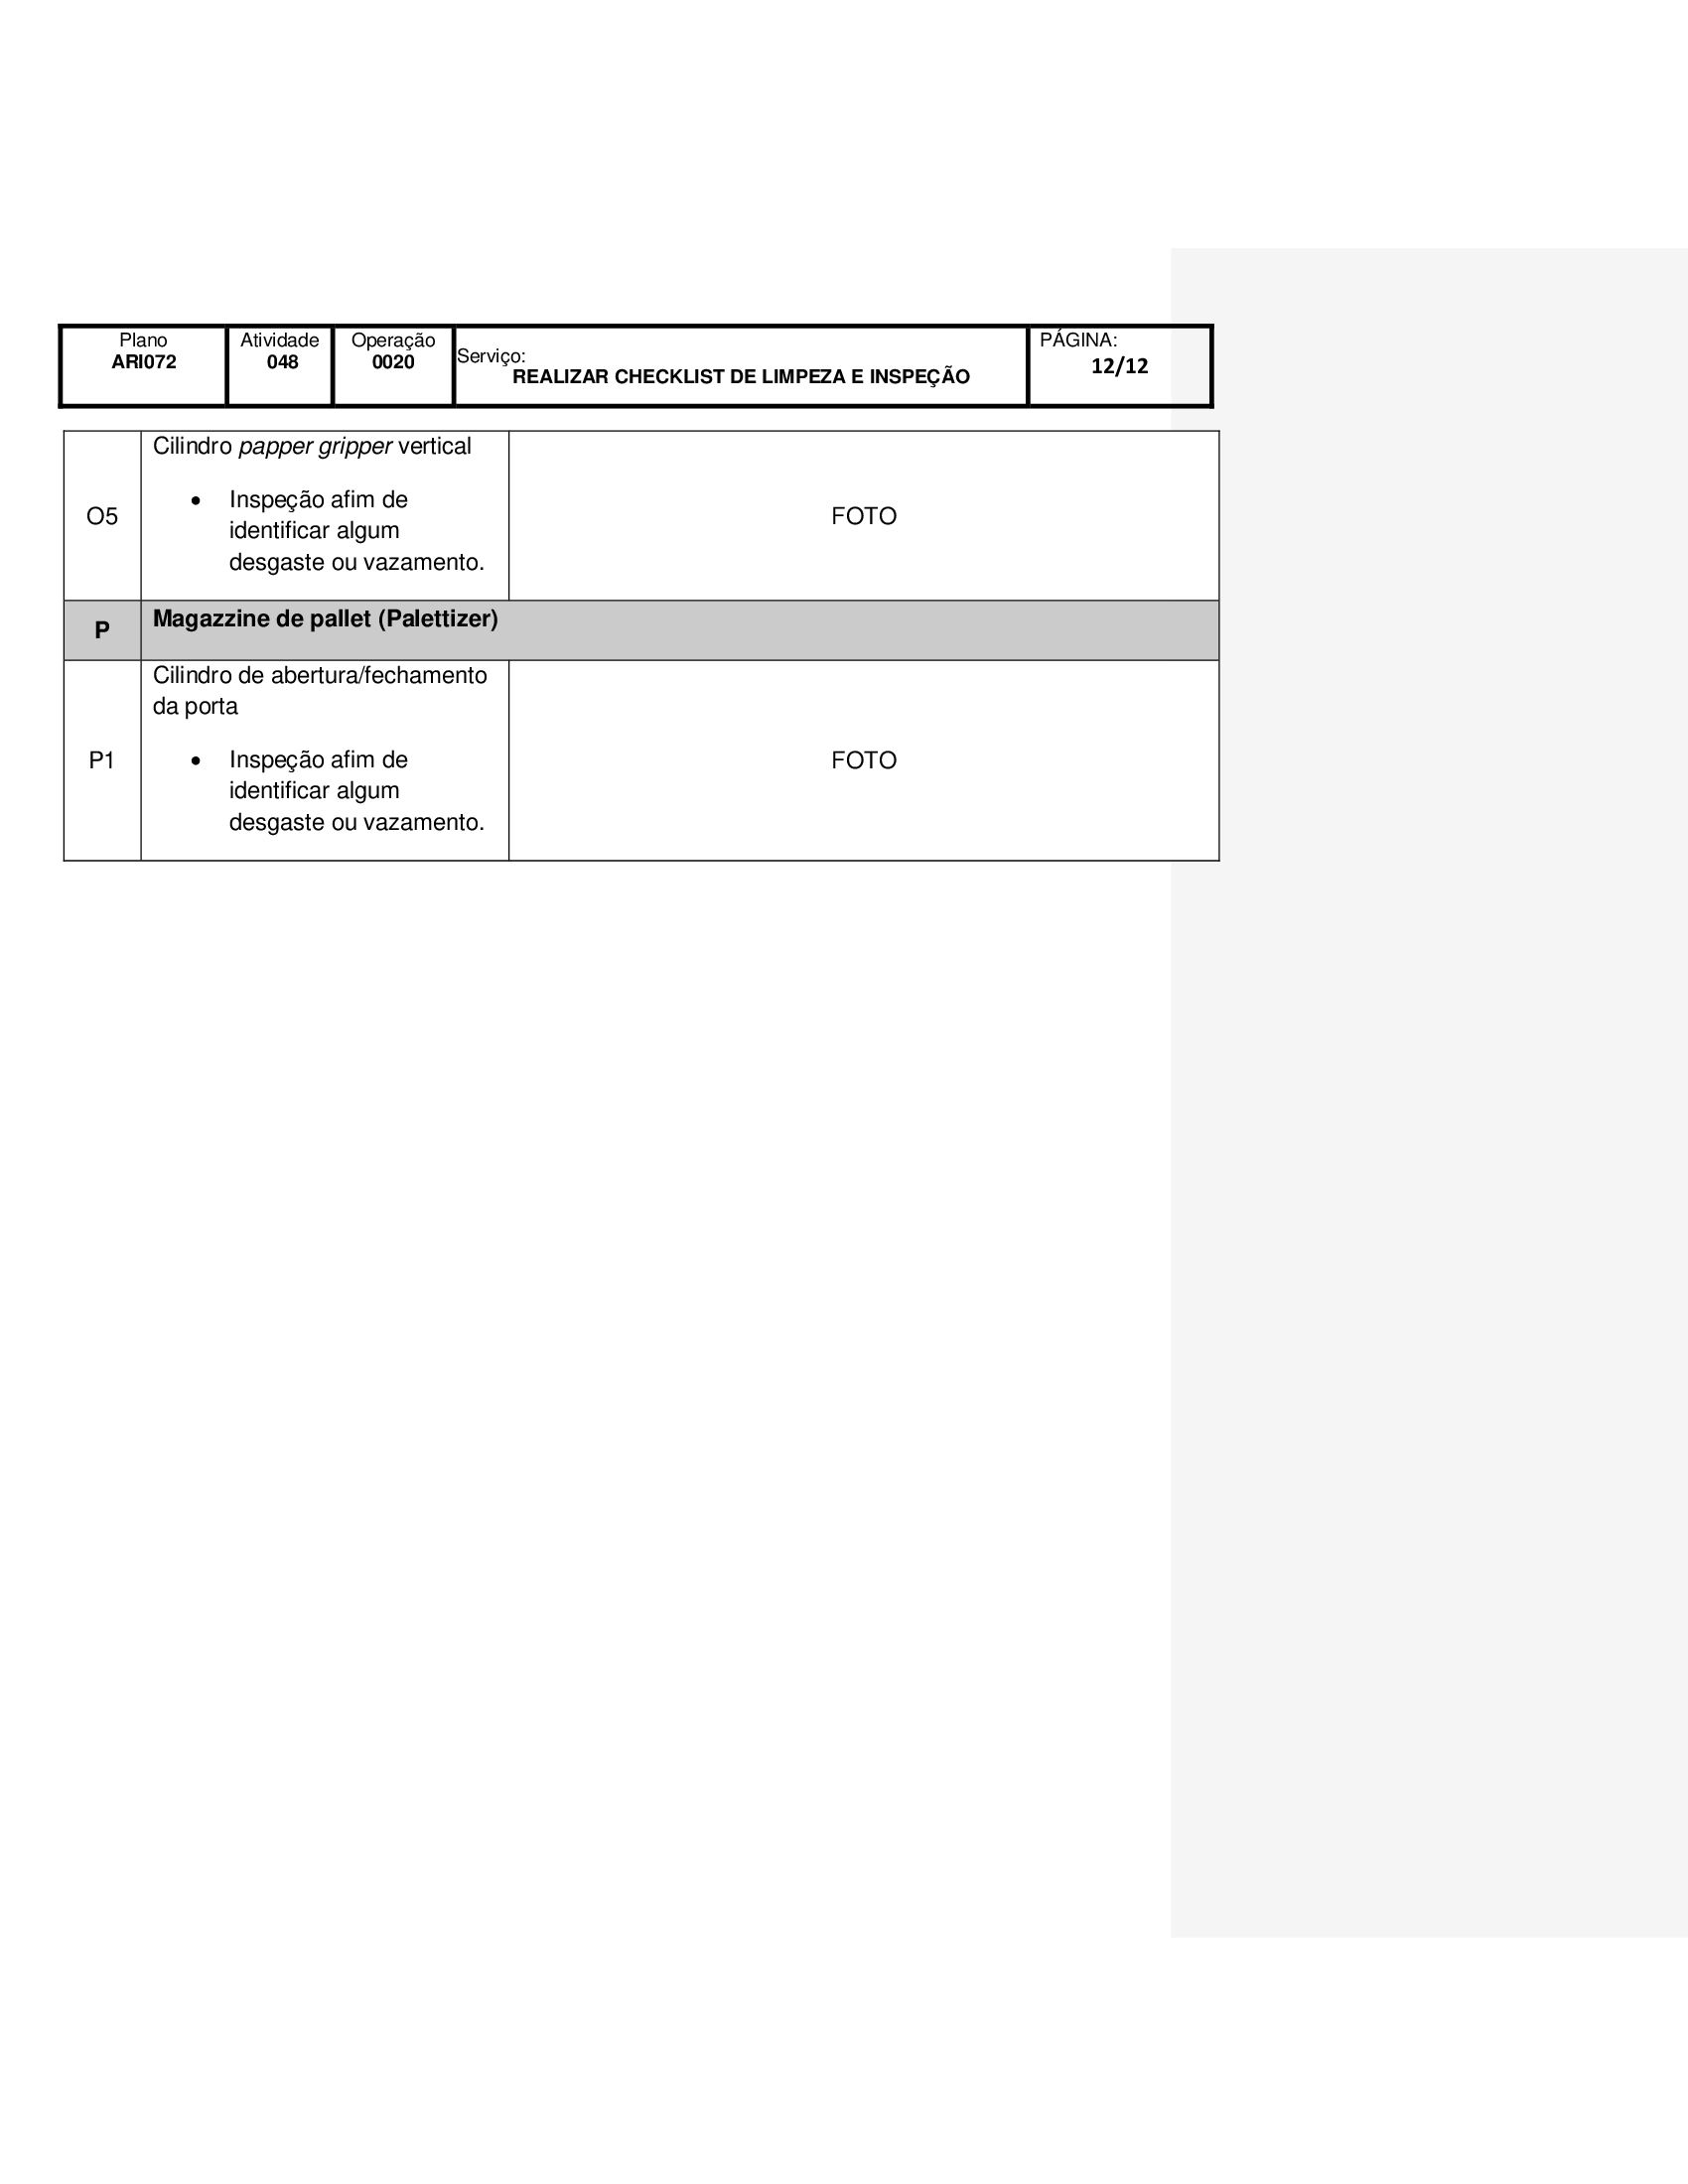 Plano
ARI072
Atividade
048
Operação
0020
Serviço:
REALIZAR CHECKLIST DE LIMPEZA E INSPEÇÃO
PÁGINA:
12/12
O5
Cilindro papper gripper vertical
• Inspeção afim de
identificar algum
desgaste ou vazamento.
FOTO
P
Magazzine de pallet (Palettizer)
P1
Cilindro de abertura/fechamento
da porta
• Inspeção afim de
identificar algum
desgaste ou vazamento.
FOTO